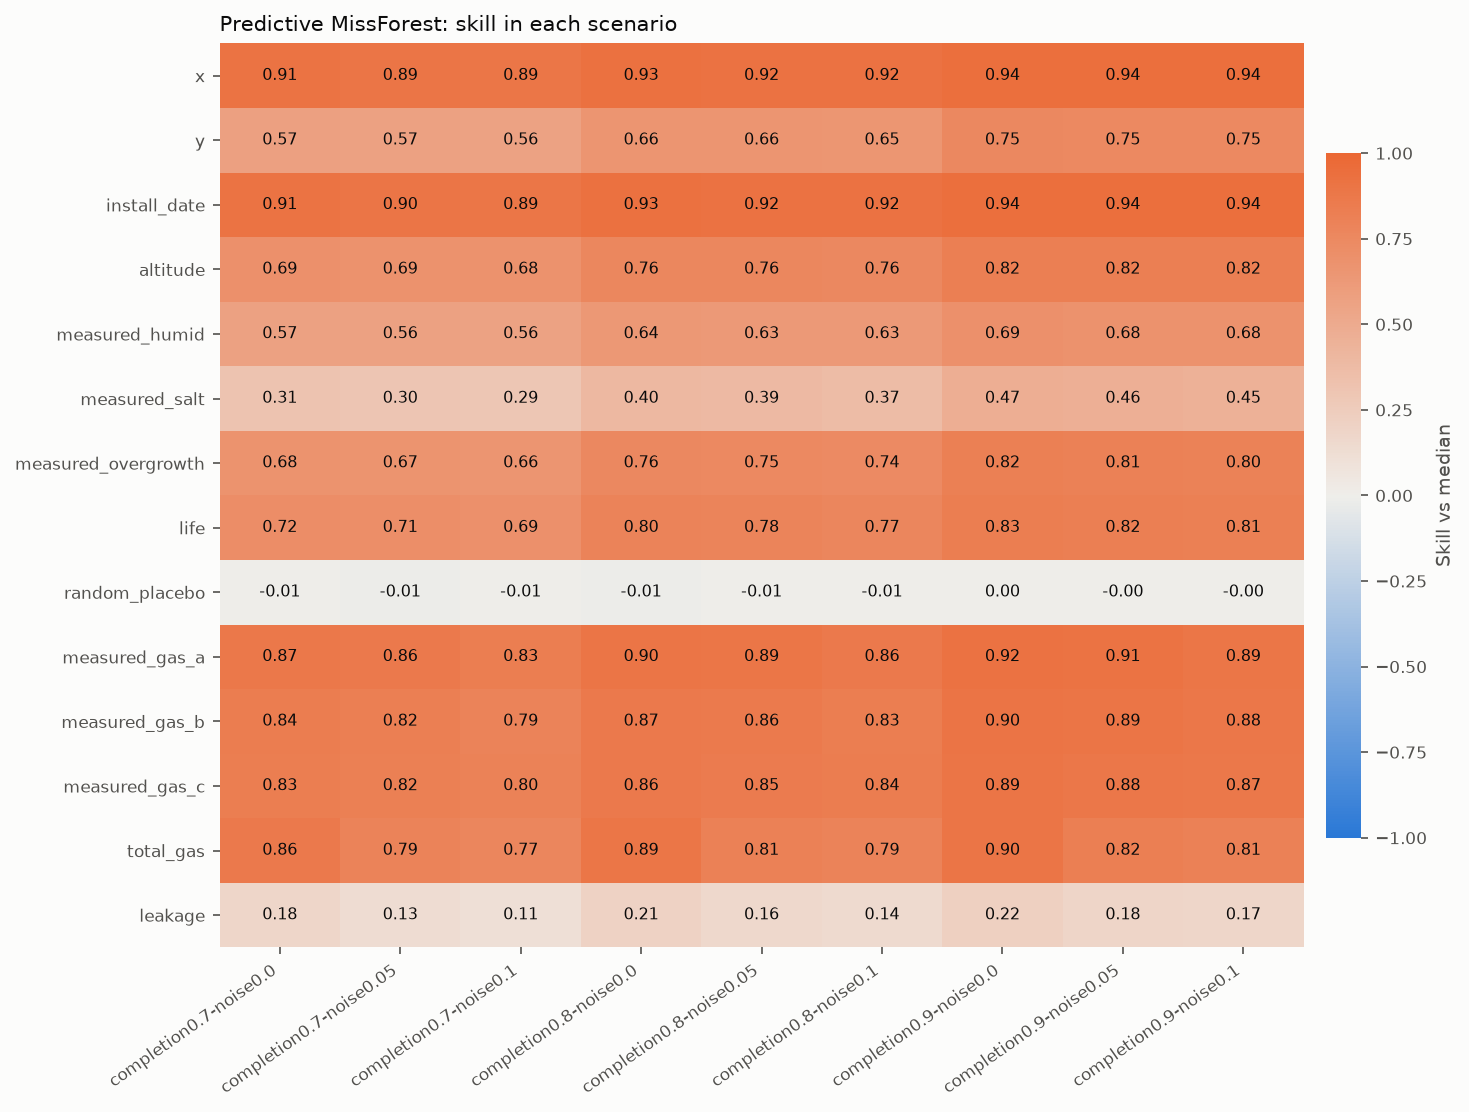 Predictive MissForest: skill in each scenario
x 0.91 0.89 0.89 0.93 0.92 0.92 0.94 0.94 0.94
y 0.57 0.57 0.56 0.66 0.66 0.65 0.75 0.75 0.75
install_date 0.91 0.90 0.89 0.93 0.92 0.92 0.94 0.94 0.94
altitude 0.69 0.69 0.68 0.76 0.76 0.76 0.82 0.82 0.82
measured_humid 0.57 0.56 0.56 0.64 0.63 0.63 0.69 0.68 0.68
measured_salt 0.31 0.30 0.29 0.40 0.39 0.37 0.47 0.46 0.45
measured_overgrowth 0.68 0.67 0.66 0.76 0.75 0.74 0.82 0.81 0.80
life 0.72 0.71 0.69 0.80 0.78 0.77 0.83 0.82 0.81
random_placebo -0.01 -0.01 -0.01 -0.01 -0.01 -0.01 0.00 -0.00 -0.00
measured_gas_a 0.87 0.86 0.83 0.90 0.89 0.86 0.92 0.91 0.89
measured_gas_b 0.84 0.82 0.79 0.87 0.86 0.83 0.90 0.89 0.88
measured_gas_c 0.83 0.82 0.80 0.86 0.85 0.84 0.89 0.88 0.87
total_gas 0.86 0.79 0.77 0.89 0.81 0.79 0.90 0.82 0.81
leakage 0.18 0.13 0.11 0.21 0.16 0.14 0.22 0.18 0.17
completion0.7-noise0.0
completion0.7-noise0.05
completion0.7-noise0.1
completion0.8-noise0.0
completion0.8-noise0.05
completion0.8-noise0.1
completion0.9-noise0.0
completion0.9-noise0.05
completion0.9-noise0.1
1.00
0.75
0.50
0.25
0.00
−0.25
−0.50
−0.75
−1.00
Skill vs median